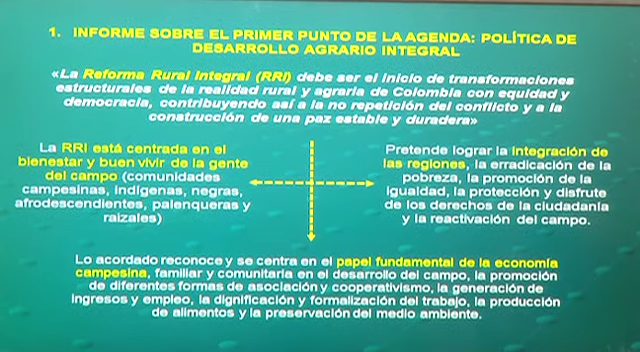 1. INFORME SOBRE EL PRIMER PUNTO DE LA AGENDA: POLÍTICA DE
DESARROLLO AGRARIO INTEGRAL
«La Reforma Rural Integral (RRI) debe ser el inicio de transformaciones
estructurales de la realidad rural y agraria de Colombia con equidad y
democracia, contribuyendo así a la no repetición del conflicto y a la
construcción de una paz estable y duradera»
La RRI está centrada en el
bienestar y buen vivir de la gente
del campo (comunidades
campesinas, indígenas, negras,
afrodescendientes, palenqueras y
raizales)
Pretende lograr la integración de
las regiones, la erradicación de la
pobreza, la promoción de la
igualdad, la protección y disfrute
de los derechos de la ciudadanía
y la reactivación del campo.
Lo acordado reconoce y se centra en el papel fundamental de la economía
campesina, familiar y comunitaria en el desarrollo del campo, la promoción
de diferentes formas de asociación y cooperativismo, la generación de
ingresos y empleo, la dignificación y formalización del trabajo, la producción
de alimentos y la preservación del medio ambiente.